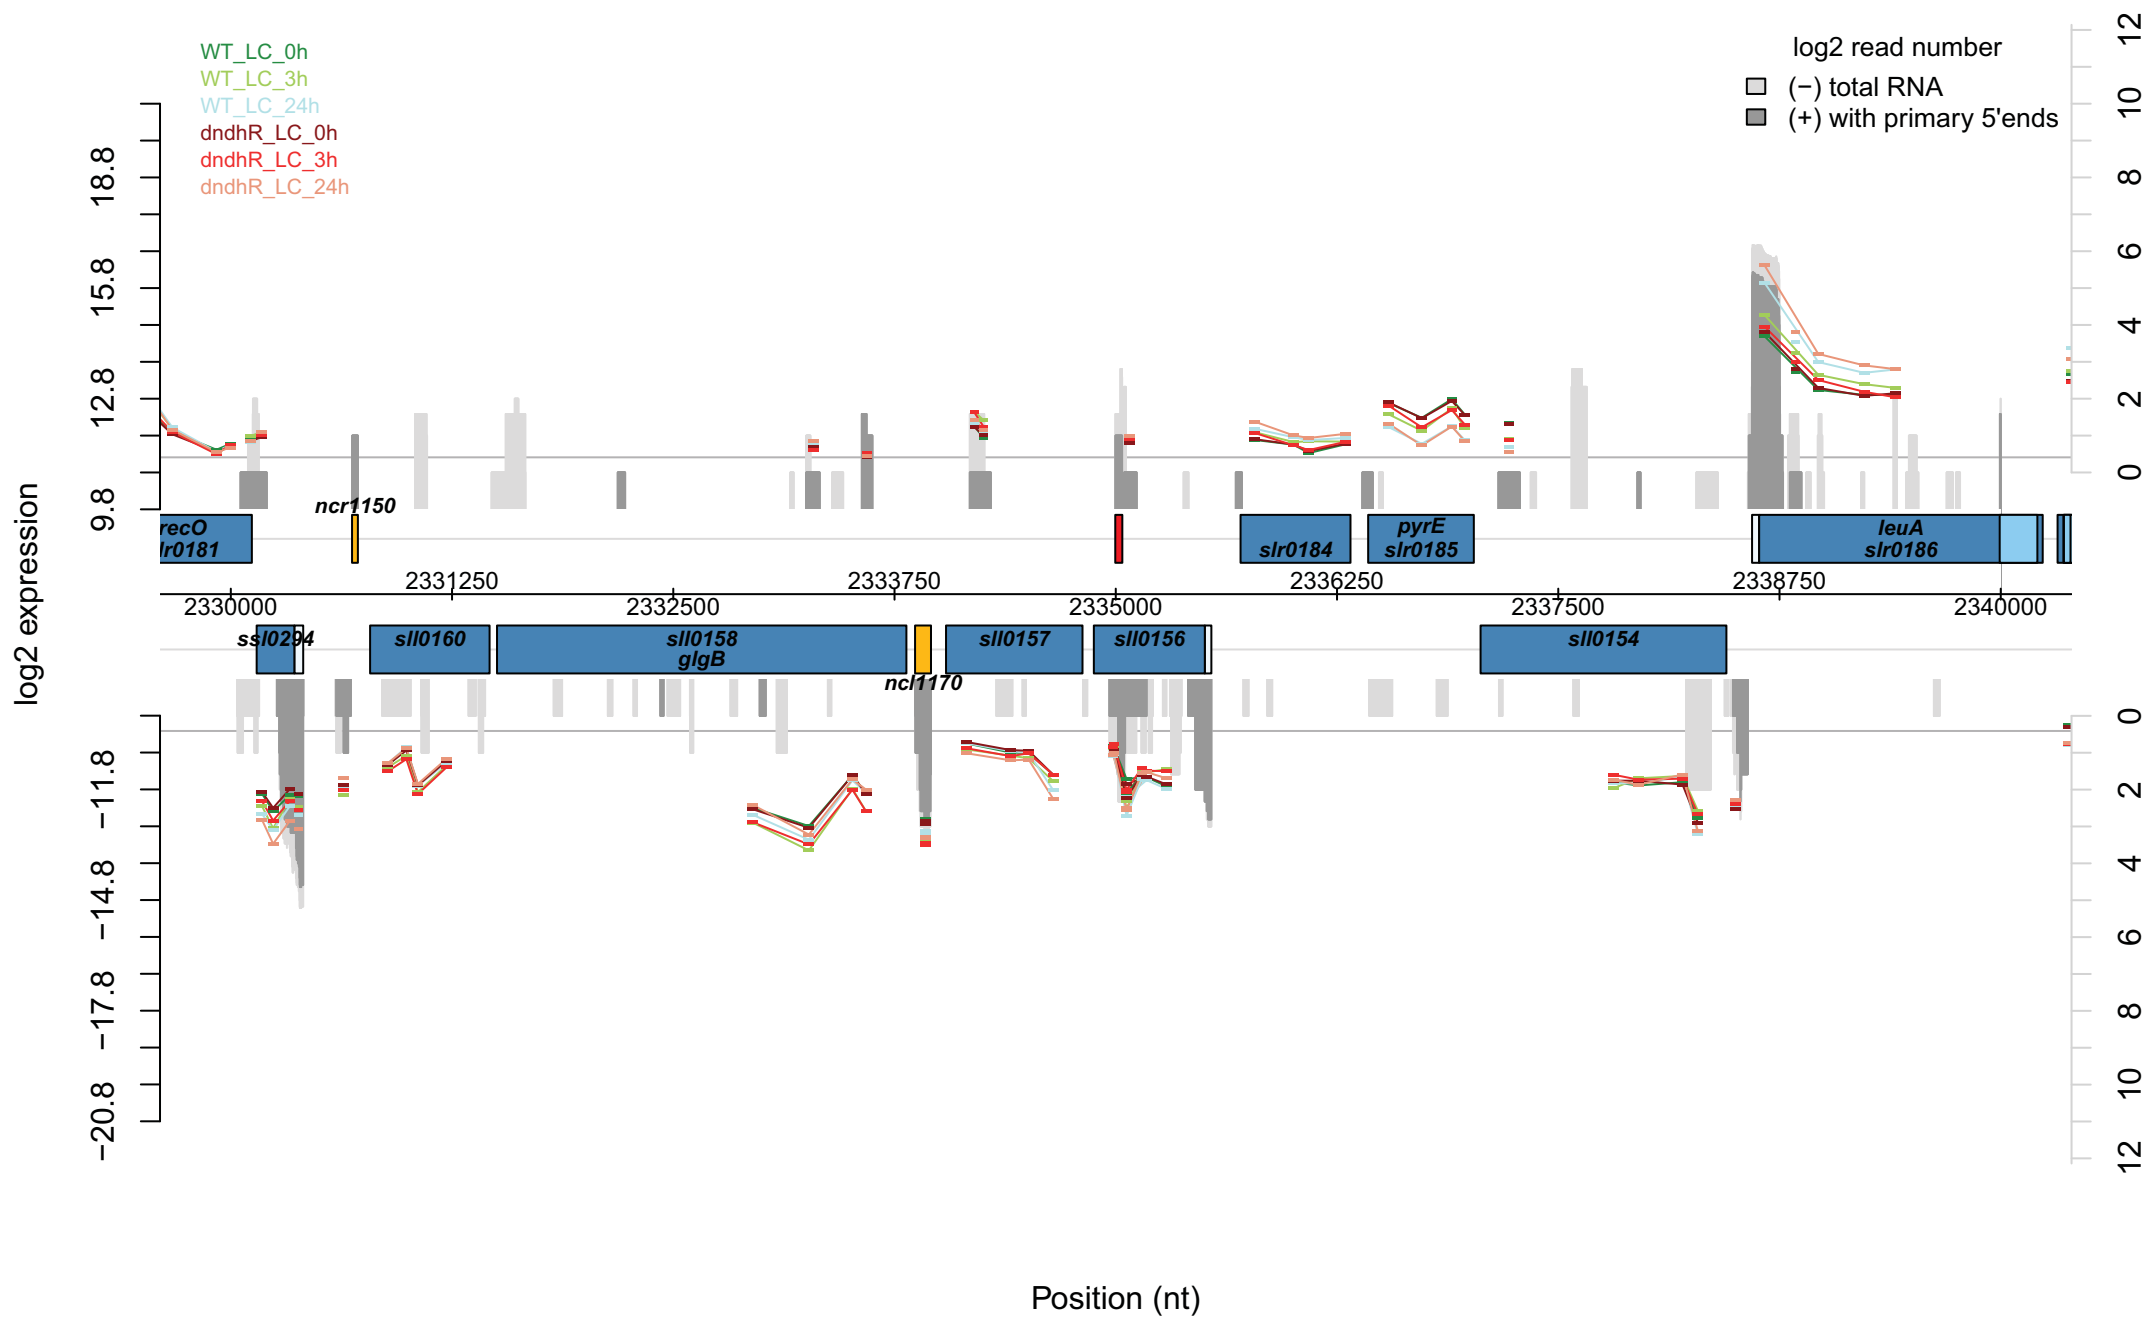 WT_LC_0h
WT_LC_3h
WT_LC_24h
dndhR_LC_0h
dndhR_LC_3h
dndhR_LC_24h
log2 read number
(−) total RNA
(+) with primary 5'ends
log2 expression
18.8
15.8
12.8
9.8
12
10
8
6
4
2
0
ncr1150
recO
lr0181
slr0184
pyrE
slr0185
leuA
slr0186
2331250
2333750
2336250
2338750
2330000
2332500
2335000
2337500
2340000
ssl0294
sll0160
sll0158
glgB
sll0157
sll0156
sll0154
ncl1170
−11.8
−14.8
−17.8
−20.8
0
2
4
6
8
10
12
Position (nt)